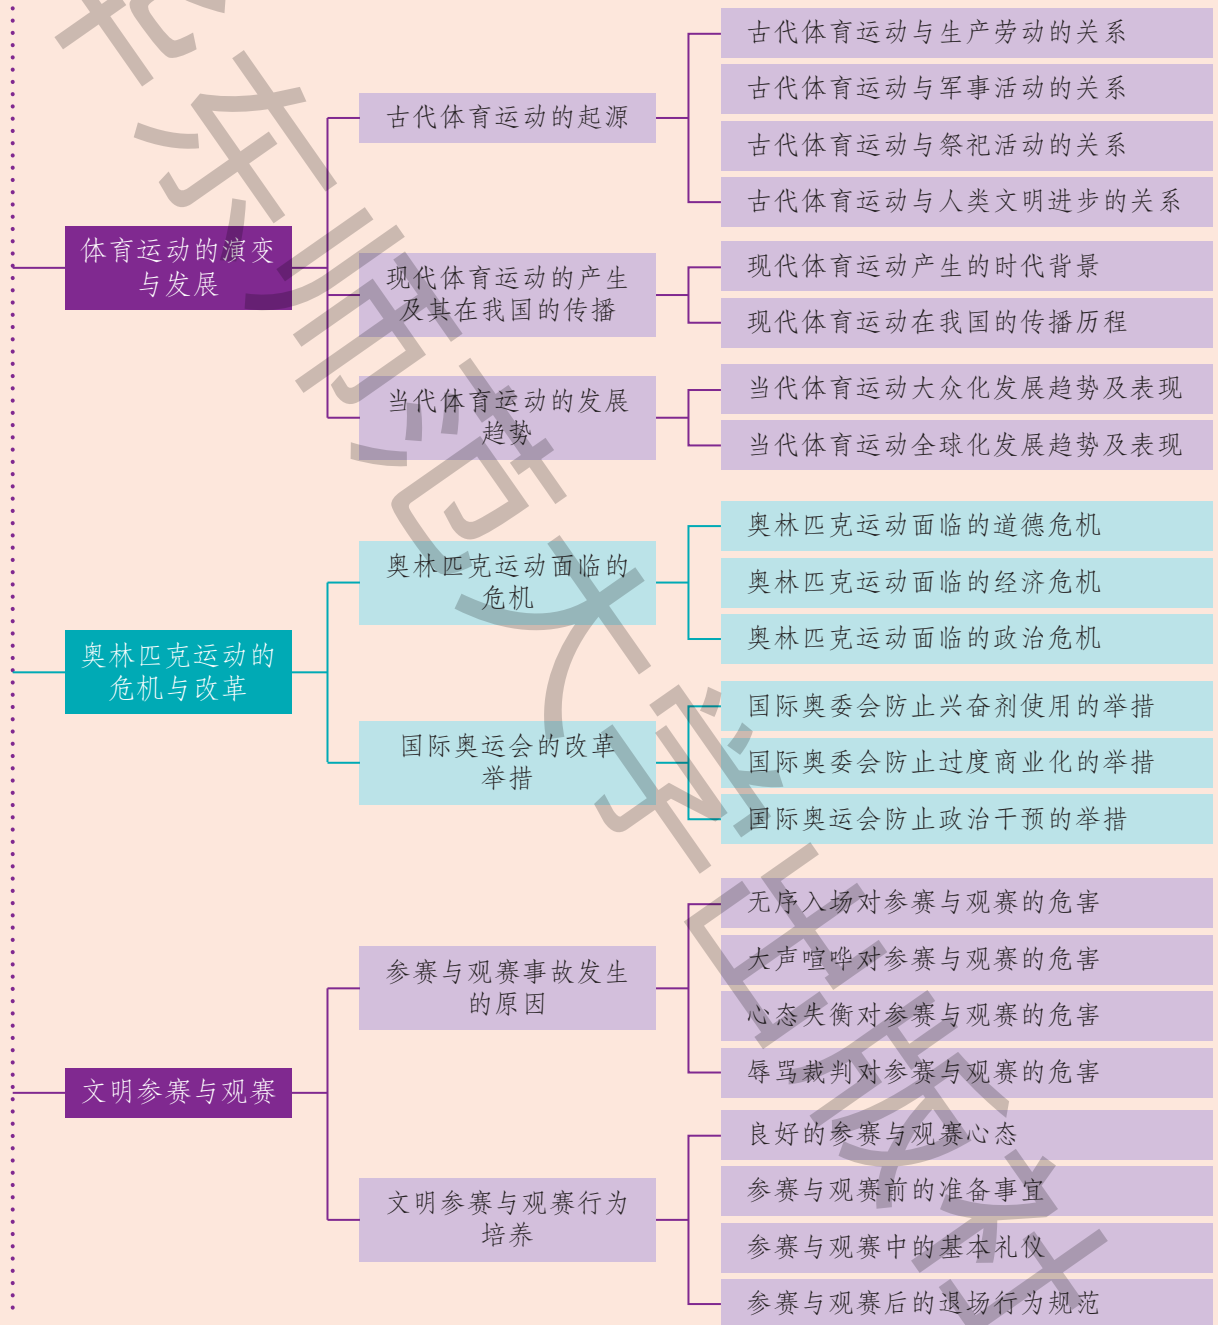 体育运动的演变
与发展
古代体育运动的起源
古代体育运动与生产劳动的关系
古代体育运动与军事活动的关系
古代体育运动与祭祀活动的关系
古代体育运动与人类文明进步的关系
现代体育运动的产生
及其在我国的传播
现代体育运动产生的时代背景
现代体育运动在我国的传播历程
当代体育运动的发展
趋势
当代体育运动大众化发展趋势及表现
当代体育运动全球化发展趋势及表现
奥林匹克运动的
危机与改革
奥林匹克运动面临的
危机
奥林匹克运动面临的道德危机
奥林匹克运动面临的经济危机
奥林匹克运动面临的政治危机
国际奥运会的改革
举措
国际奥委会防止兴奋剂使用的举措
国际奥委会防止过度商业化的举措
国际奥运会防止政治干预的举措
文明参赛与观赛
参赛与观赛事故发生
的原因
无序入场对参赛与观赛的危害
大声喧哗对参赛与观赛的危害
心态失衡对参赛与观赛的危害
辱骂裁判对参赛与观赛的危害
文明参赛与观赛行为
培养
良好的参赛与观赛心态
参赛与观赛前的准备事宜
参赛与观赛中的基本礼仪
参赛与观赛后的退场行为规范
华东师范大学出版社